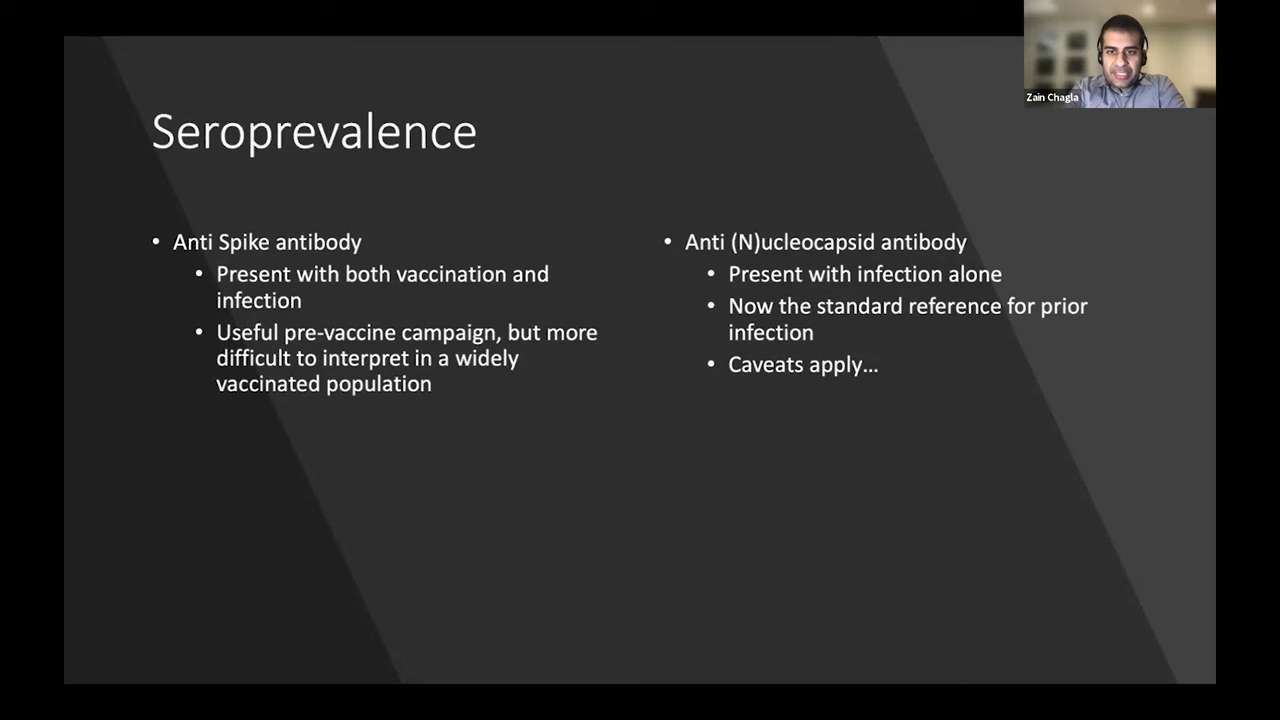 Zain Chagla
Seroprevalence
• Anti Spike antibody
• Present with both vaccination and
infection
• Useful pre-vaccine campaign, but more
difficult to interpret in a widely
vaccinated population
• Anti (N)ucleocapsid antibody
• Present with infection alone
• Now the standard reference for prior
infection
• Caveats apply…